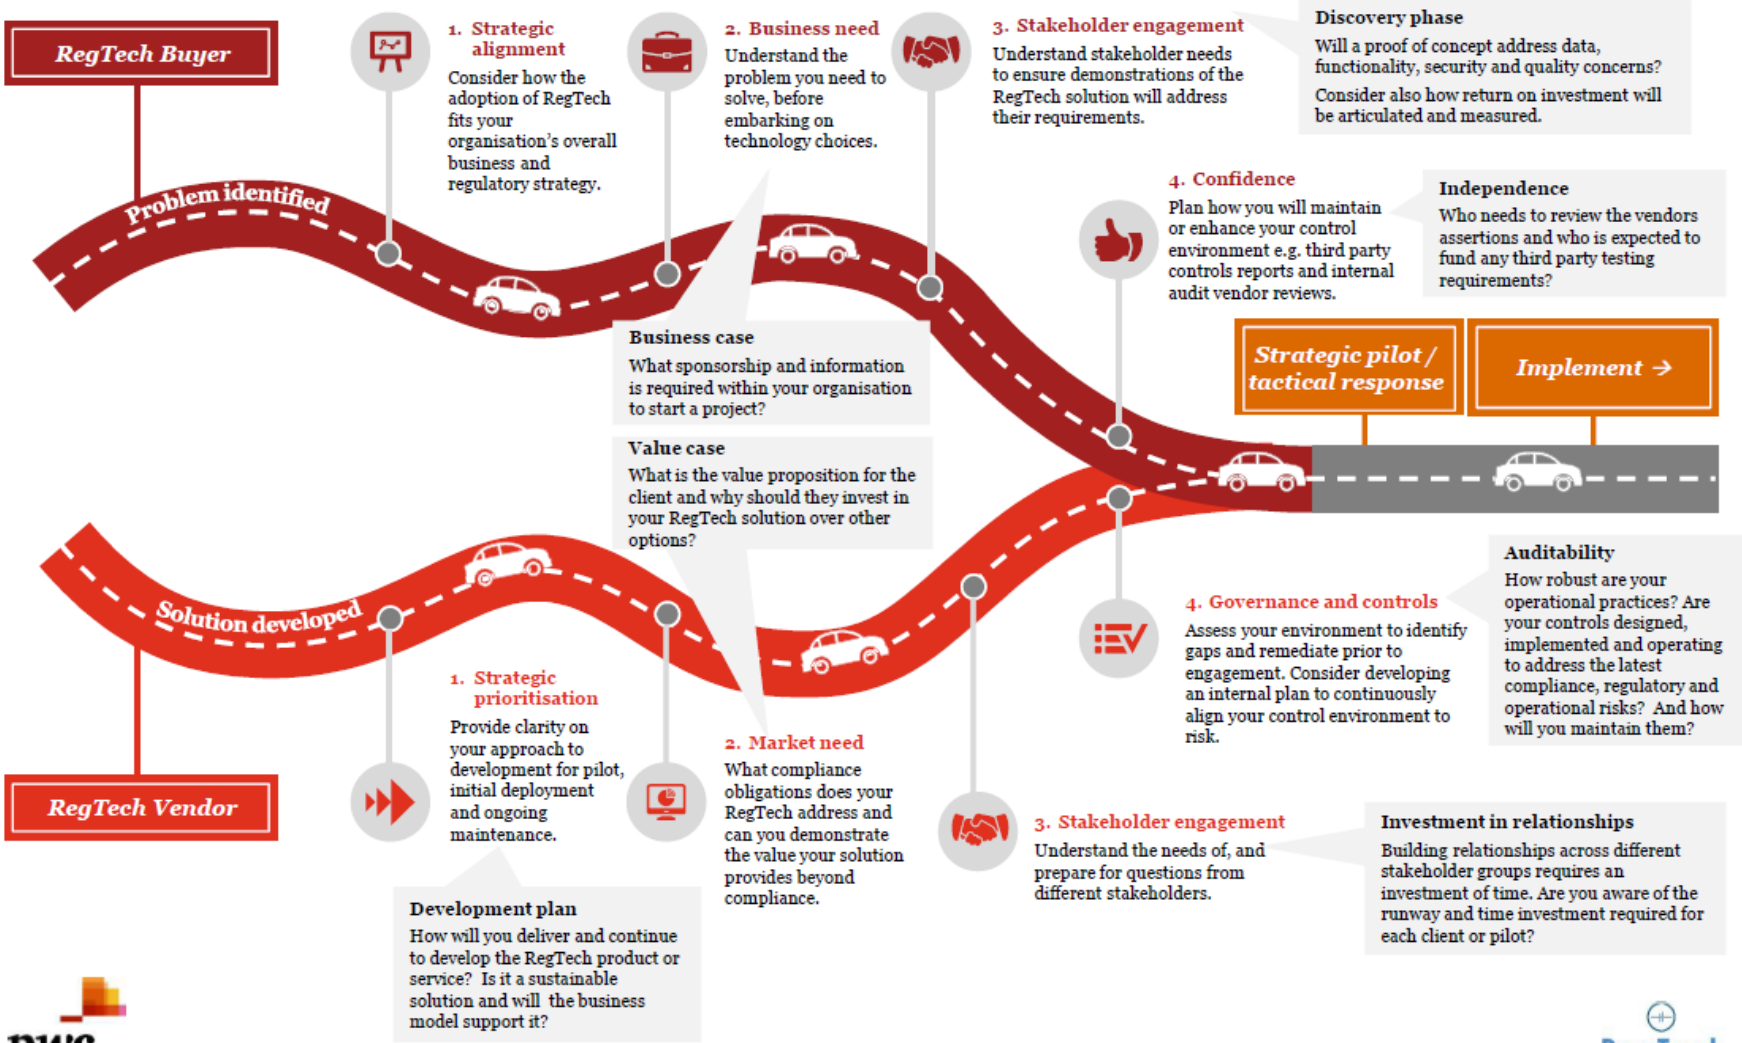 RegTech Buyer
Problem identified
1. Strategic
alignment
Consider how the
adoption of RegTech
fits your
organisation's overall
business and
regulatory strategy.
2. Business need
Understand the
problem you need to
solve, before
embarking on
technology choices.
3. Stakeholder engagement
Understand stakeholder needs
to ensure demonstrations of the
RegTech solution will address
their requirements.
Discovery phase
Will a proof of concept address data,
functionality, security and quality concerns?
Consider also how return on investment will
be articulated and measured.
4. Confidence
Plan how you will maintain
or enhance your control
environment e.g. third party
controls reports and internal
audit vendor reviews.
Independence
Who needs to review the vendors
assertions and who is expected to
fund any third party testing
requirements?
Business case
What sponsorship and information
is required within your organisation
to start a project?
Strategic pilot /
tactical response
Implement →
Value case
What is the value proposition for the
client and why should they invest in
your RegTech solution over other
options?
Solution developed
RegTech Vendor
1. Strategic
prioritisation
Provide clarity on
your approach to
development for pilot,
initial deployment
and ongoing
maintenance.
Development plan
How will you deliver and continue
to develop the RegTech product or
service? Is it a sustainable
solution and will the business
model support it?
2. Market need
What compliance
obligations does your
RegTech address and
can you demonstrate
the value your solution
provides beyond
compliance.
3. Stakeholder engagement
Understand the needs of, and
prepare for questions from
different stakeholders.
Investment in relationships
Building relationships across different
stakeholder groups requires an
investment of time. Are you aware of the
runway and time investment required for
each client or pilot?
4. Governance and controls
Assess your environment to identify
gaps and remediate prior to
engagement. Consider developing
an internal plan to continuously
align your control environment to
risk.
Auditability
How robust are your
operational practices? Are
your controls designed,
implemented and operating
to address the latest
compliance, regulatory and
operational risks? And how
will you maintain them?
pwc